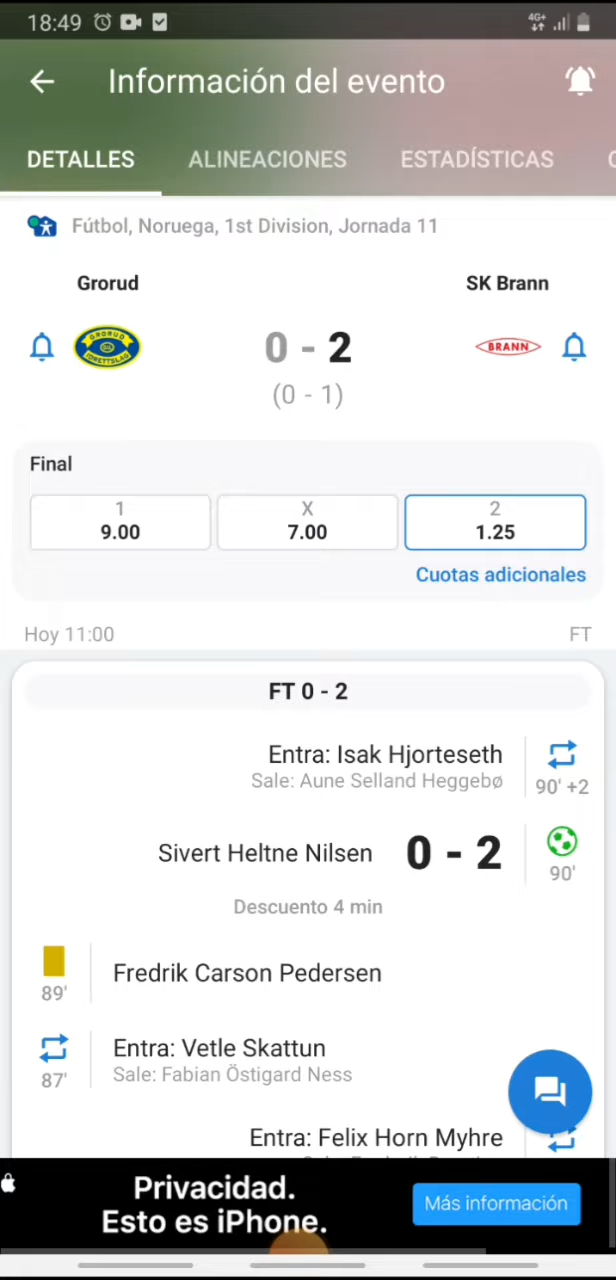 18:49
4G+
Información del evento
DETALLES ALINEACIONES ESTADÍSTICAS
Fútbol, Noruega, 1st Division, Jornada 11
Grorud SK Brann
GRORUD
IDRETTSLAG
0 - 2
BRANN
(0 - 1)
Final
1 X 2
9.00 7.00 1.25
Cuotas adicionales
Hoy 11:00 FT
FT 0 - 2
Entra: Isak Hjorteseth
Sale: Aune Selland Heggebø
90' +2
Sivert Heltne Nilsen 0 - 2
90'
Descuento 4 min
Fredrik Carson Pedersen
89'
Entra: Vetle Skattun
Sale: Fabian Östigard Ness
87'
Entra: Felix Horn Myhre
Privacidad.
Esto es iPhone.
Más información